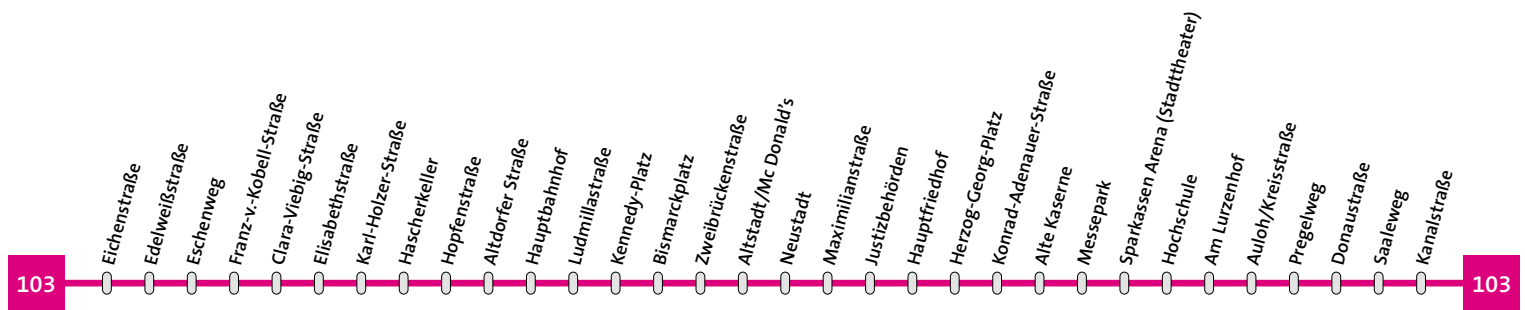 103
Eichenstraße
Edelweißstraße
Eschenweg
Franz-v.-Kobell-Straße
Clara-Viebig-Straße
Elisabethstraße
Karl-Holzer-Straße
Hascherkeller
Hopfenstraße
Altdorfer Straße
Hauptbahnhof
Ludmillastraße
Kennedy-Platz
Bismarckplatz
Zweibrückenstraße
Altstadt/Mc Donald's
Neustadt
Maximilianstraße
Justizbehörden
Hauptfriedhof
Herzog-Georg-Platz
Konrad-Adenauer-Straße
Alte Kaserne
Messepark
Sparkassen Arena (Stadttheater)
Hochschule
Am Lurzenhof
Auloh/Kreisstraße
Pregelweg
Donaustraße
Saaleweg
Kanalstraße
103